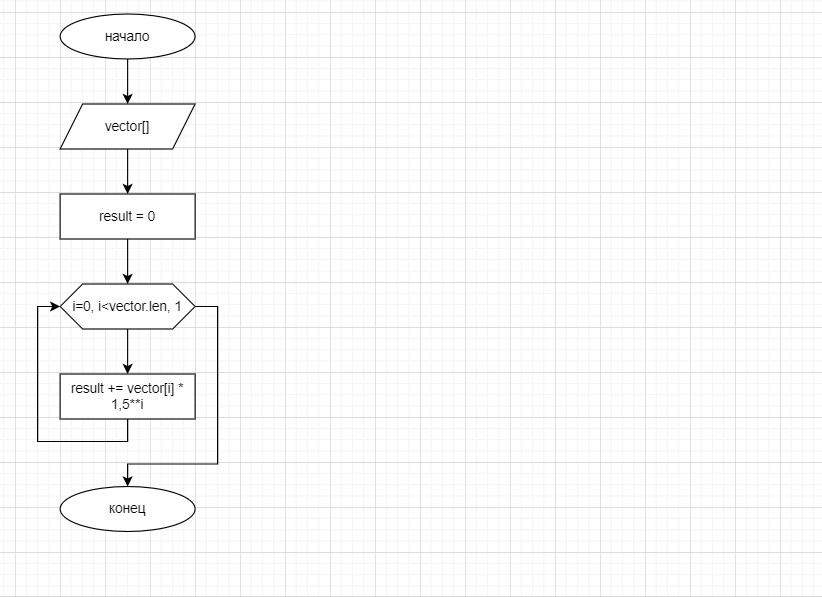 начало
vector[]
result = 0
i=0, i<vector.len, 1
result += vector[i] *
1,5**i
конец